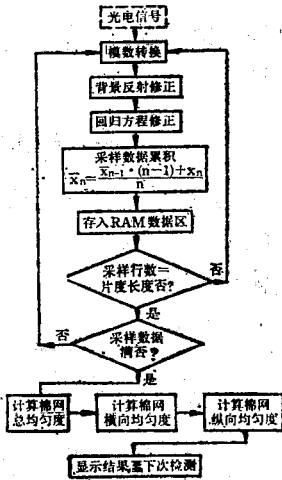 光电信号
模数转换
背景反射修正
回归方程修正
采样数据累积
x̄n=x̄n-1·(n-1)+xn/n
存入RAM数据区
采样行数=
片度长度否?
否
是
采样数据
满否?
否
是
计算棉网
总均匀度
计算棉网
横向均匀度
计算棉网
纵向均匀度
显示结果至下次检测